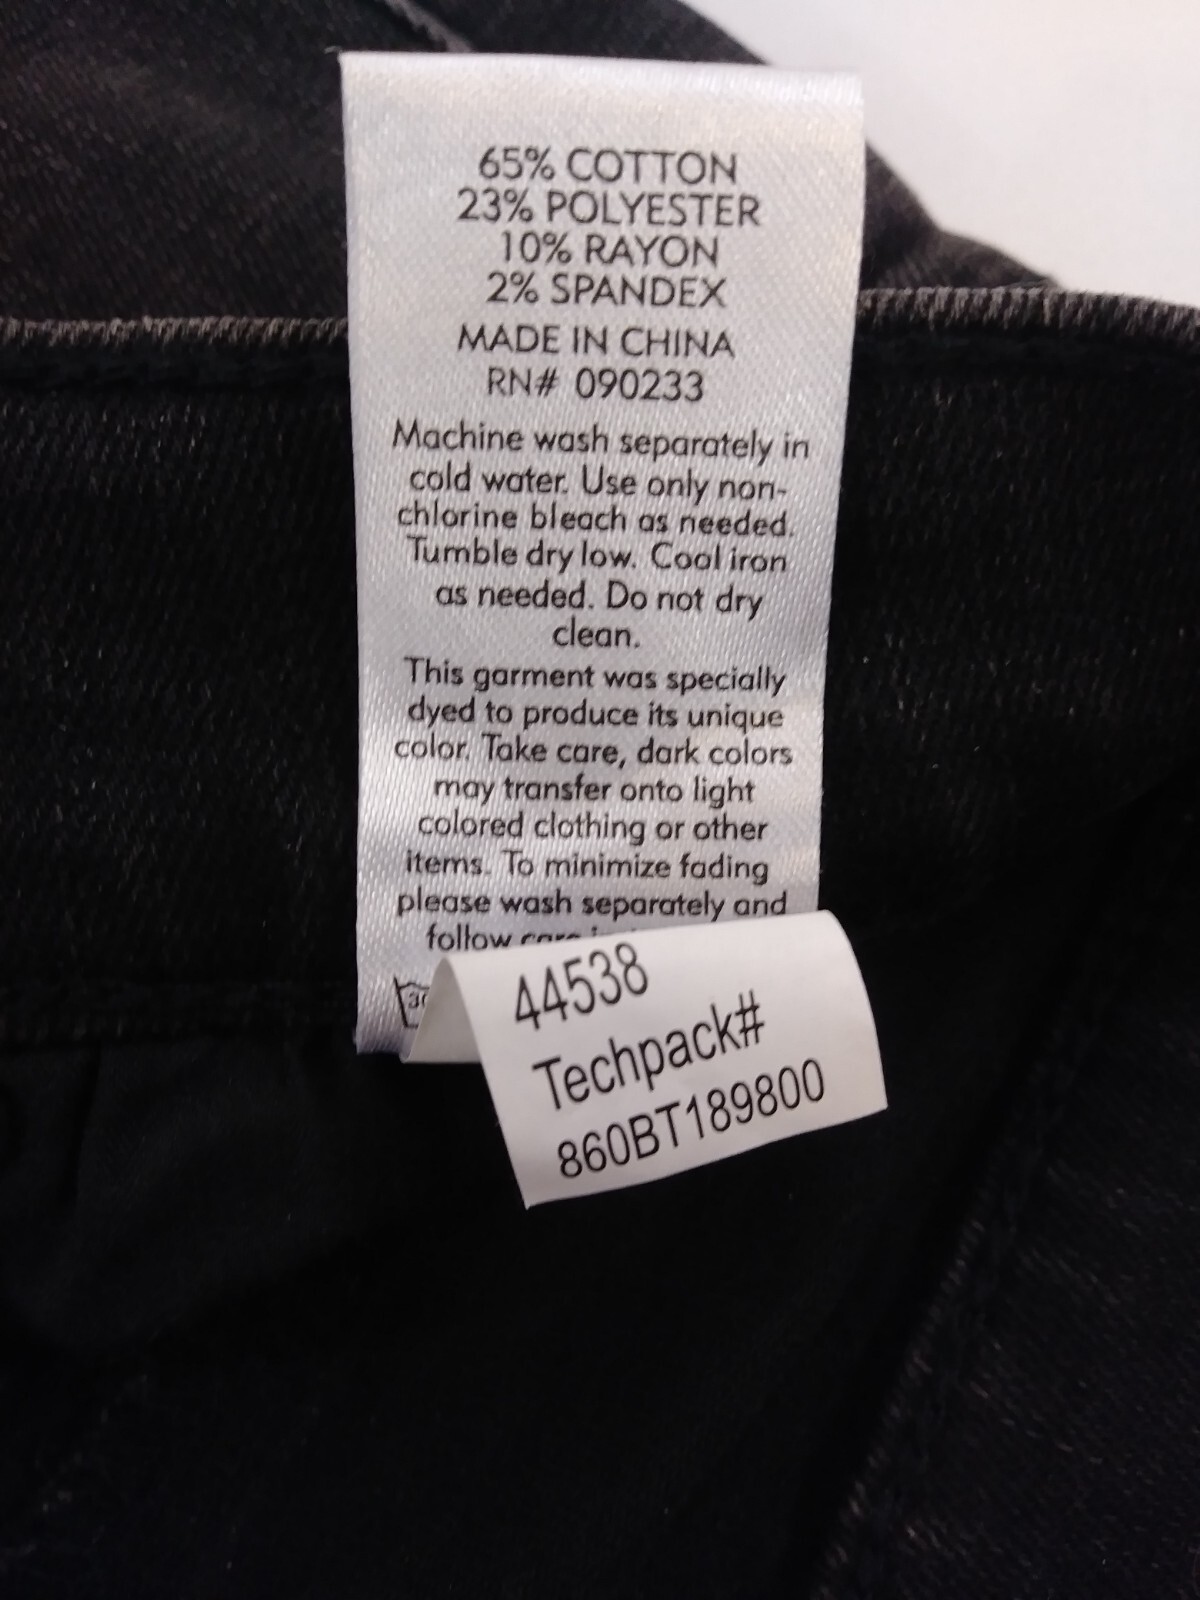 65% COTTON
23% POLYESTER
10% RAYON
2% SPANDEX
MADE IN CHINA
RN# 090233
Machine wash separately in
cold water. Use only non-
chlorine bleach as needed.
Tumble dry low. Cool iron
as needed. Do not dry
clean.
This garment was specially
dyed to produce its unique
color. Take care, dark colors
may transfer onto light
colored clothing or other
items. To minimize fading
please wash separately and
follow care
44538
Techpack#
860BT189800